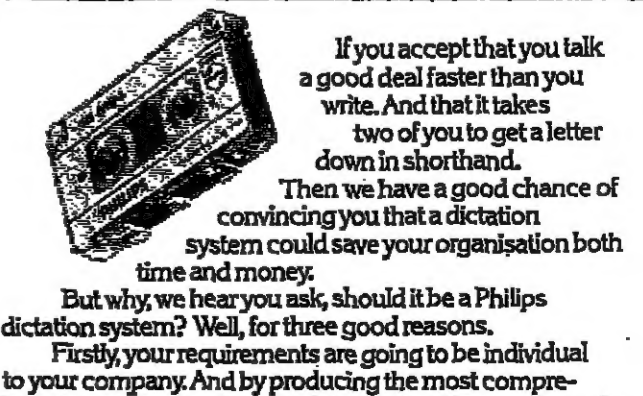 If you accept that you talk
a good deal faster than you
write. And that it takes
two of you to get a letter
down in shorthand.
Then we have a good chance of
convincing you that a dictation
system could save your organisation both
time and money.
But why, we hear you ask, should it be a Philips
dictation system? Well, for three good reasons.
Firstly, your requirements are going to be individual
to your company. And by producing the most compre-